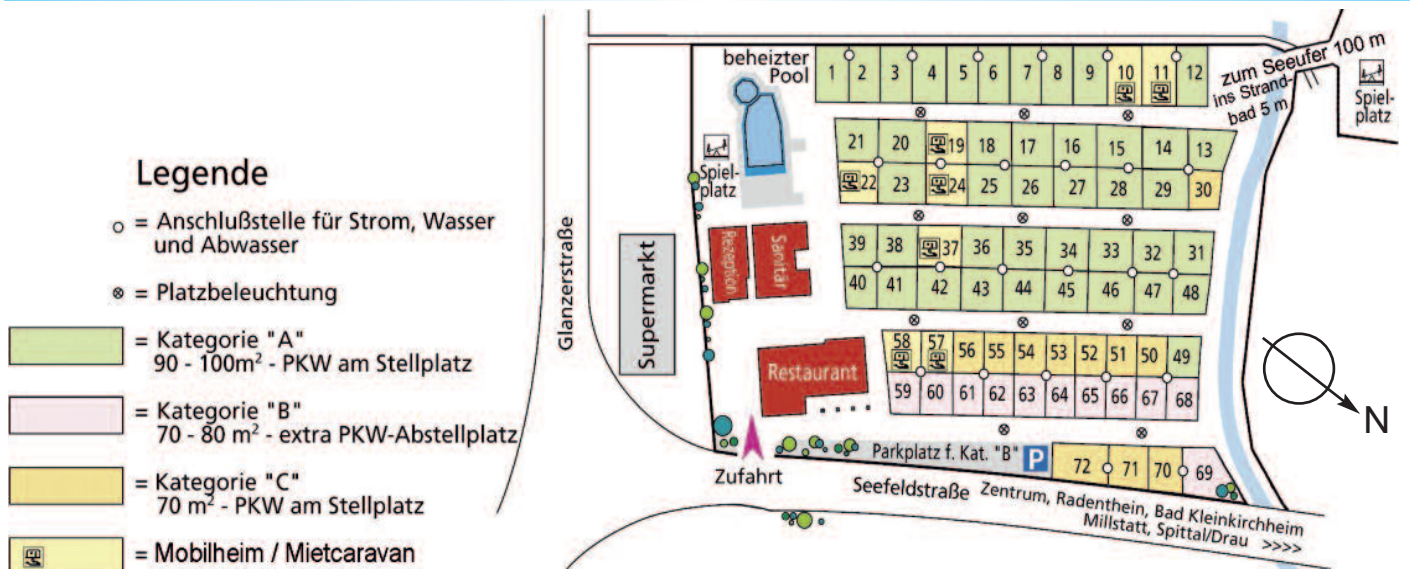 Legende
= Anschlußstelle für Strom, Wasser
und Abwasser
= Platzbeleuchtung
= Kategorie "A"
90 - 100m² - PKW am Stellplatz
= Kategorie "B"
70 - 80 m² - extra PKW-Abstellplatz
= Kategorie "C"
70 m² - PKW am Stellplatz
= Mobilheim / Mietcaravan
Glanzerstraße
Supermarkt
beheizter
Pool
Spiel-
platz
Rezeption
Sanitär
Restaurant
Zufahrt
1 2 3 4 5 6 7 8 9 10 11 12
21 20 19 18 17 16 15 14 13
22 23 24 25 26 27 28 29 30
39 38 37 36 35 34 33 32 31
40 41 42 43 44 45 46 47 48
58 57 56 55 54 53 52 51 50 49
59 60 61 62 63 64 65 66 67 68
Parkplatz f. Kat. "B" P
72 71 70 69
Seefeldstraße
Zentrum, Radenthein, Bad Kleinkirchheim
Millstatt, Spittal/Drau >>>>
zum Seeufer 100 m
ins Strand-
bad 5 m
Spiel-
platz
N